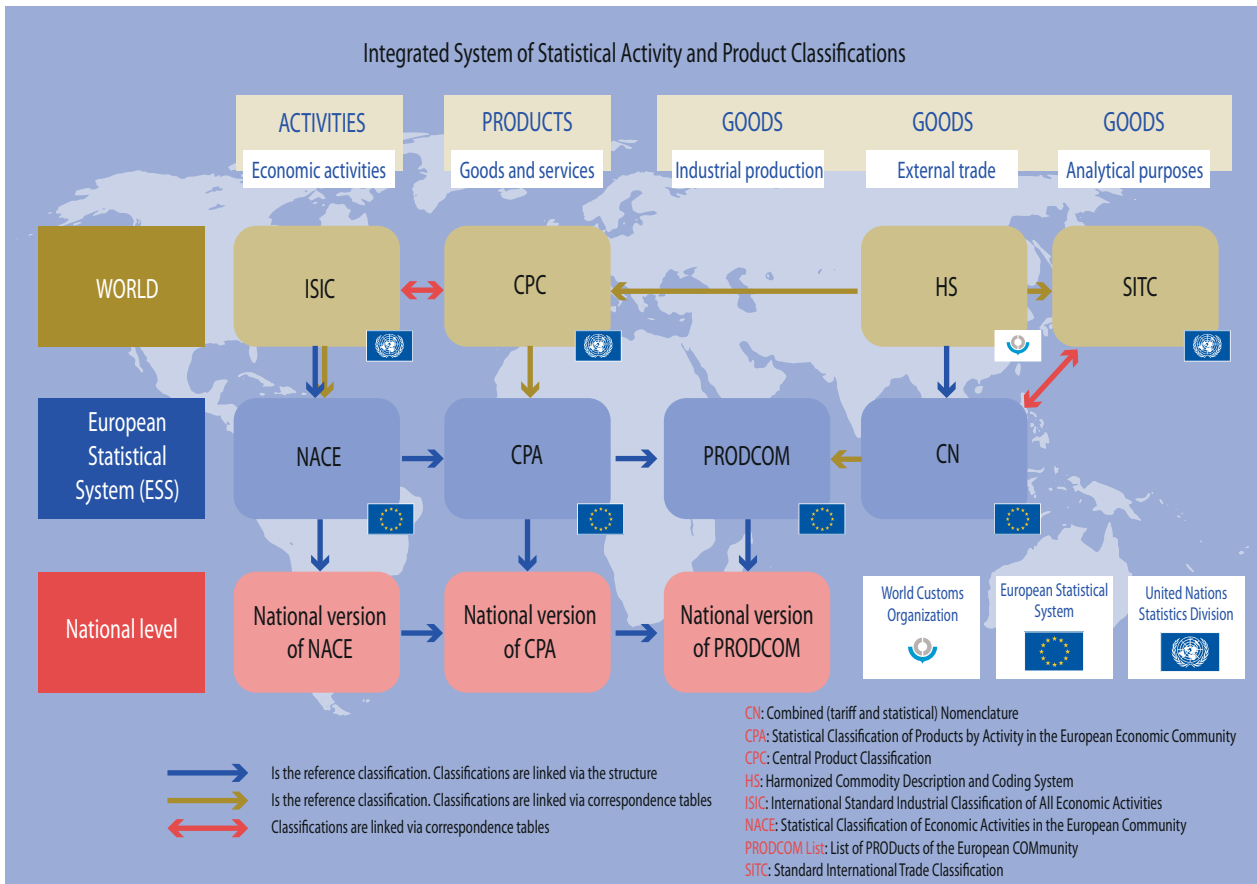 Integrated System of Statistical Activity and Product Classifications
ACTIVITIES
Economic activities
PRODUCTS
Goods and services
GOODS
Industrial production
GOODS
External trade
GOODS
Analytical purposes
WORLD
ISIC
CPC
HS
SITC
European
Statistical
System (ESS)
NACE
CPA
PRODCOM
CN
National level
National version
of NACE
National version
of CPA
National version
of PRODCOM
World Customs
Organization
European Statistical
System
United Nations
Statistics Division
Is the reference classification. Classifications are linked via the structure
Is the reference classification. Classifications are linked via correspondence tables
Classifications are linked via correspondence tables
CN: Combined (tariff and statistical) Nomenclature
CPA: Statistical Classification of Products by Activity in the European Economic Community
CPC: Central Product Classification
HS: Harmonized Commodity Description and Coding System
ISIC: International Standard Industrial Classification of All Economic Activities
NACE: Statistical Classification of Economic Activities in the European Community
PRODCOM List: List of PRODucts of the European COMmunity
SITC: Standard International Trade Classification